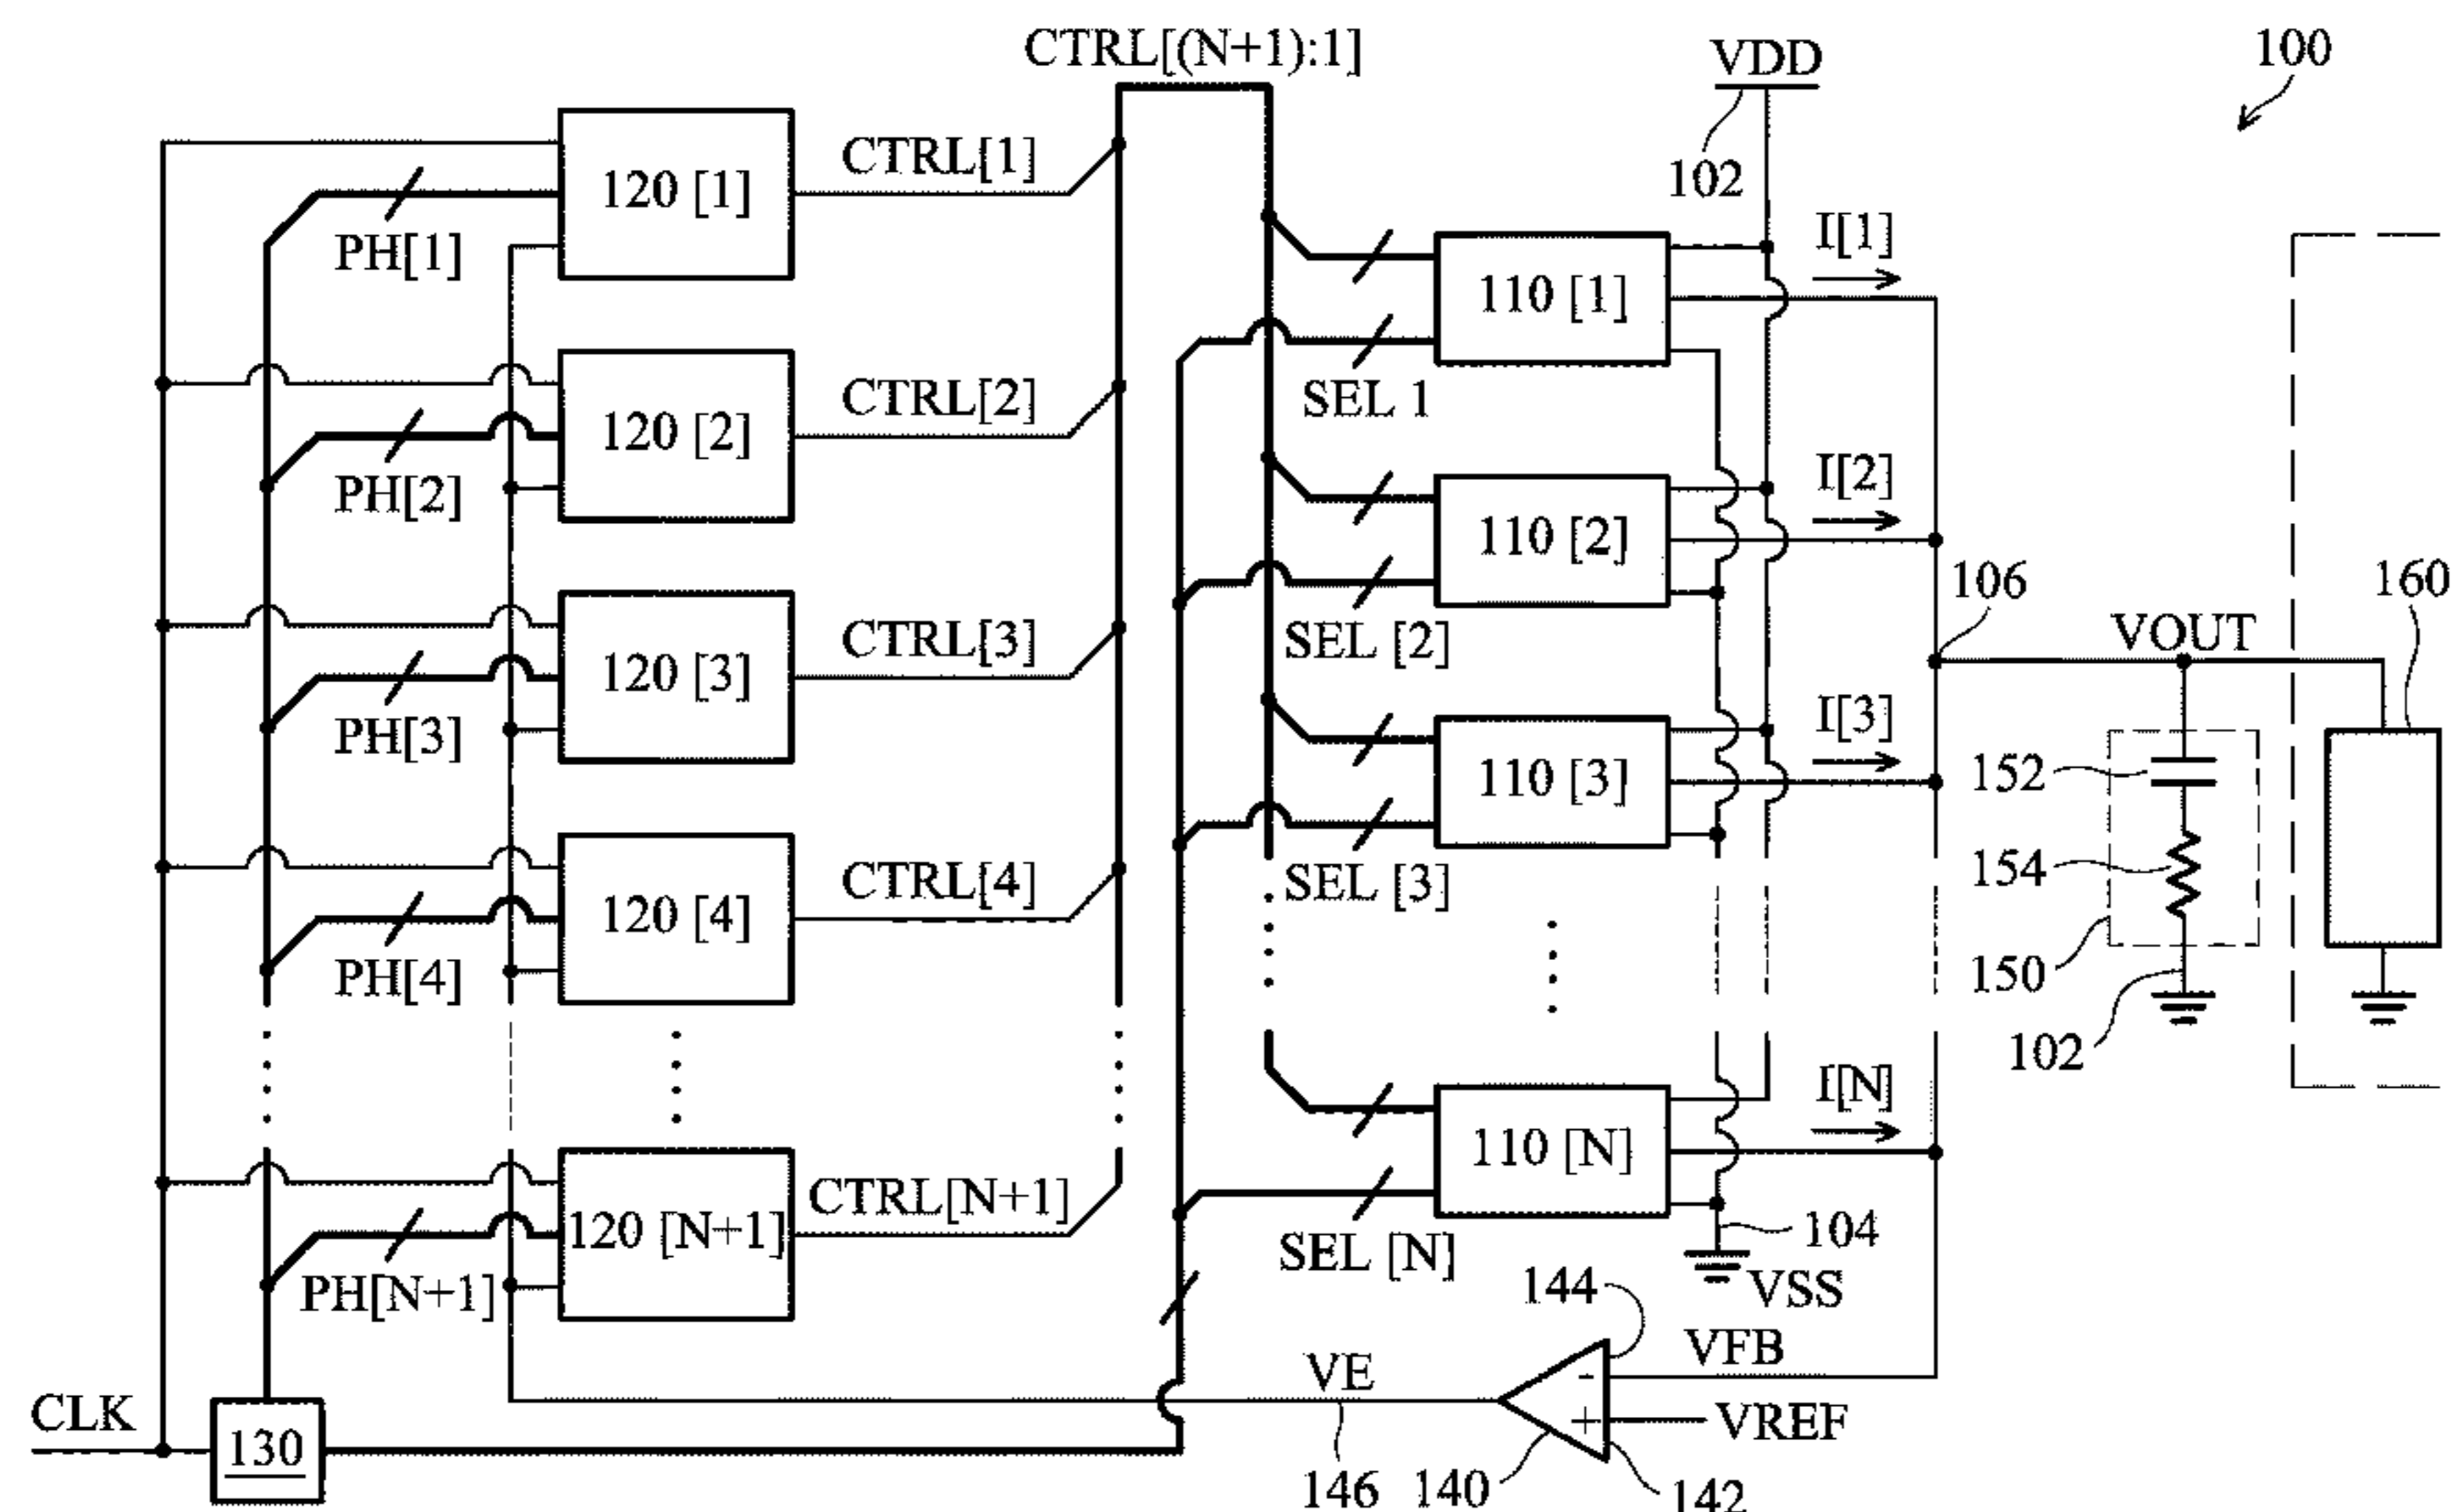 CTRL[(N+1):1]
VDD
100
102
120 [1]
CTRL[1]
PH[1]
110 [1]
I[1]
SEL 1
120 [2]
CTRL[2]
PH[2]
110 [2]
I[2]
SEL [2]
106
160
VOUT
120 [3]
CTRL[3]
PH[3]
110 [3]
I[3]
SEL [3]
152
154
150
102
120 [4]
CTRL[4]
PH[4]
110 [N]
I[N]
SEL [N]
120 [N+1]
CTRL[N+1]
PH[N+1]
104
VSS
144
VFB
-
+
VREF
VE
146
140
142
CLK
130